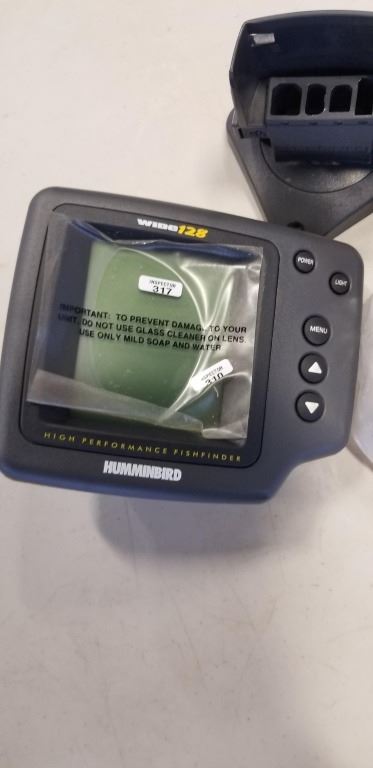 WIDE128
POWER
LIGHT
INSPECTOR
317
IMPORTANT: TO PREVENT DAMAGE TO YOUR
UNIT, DO NOT USE GLASS CLEANER ON LENS.
USE ONLY MILD SOAP AND WATER
MENU
INSPECTOR
310
HIGH PERFORMANCE FISHFINDER
HUMMINBIRD